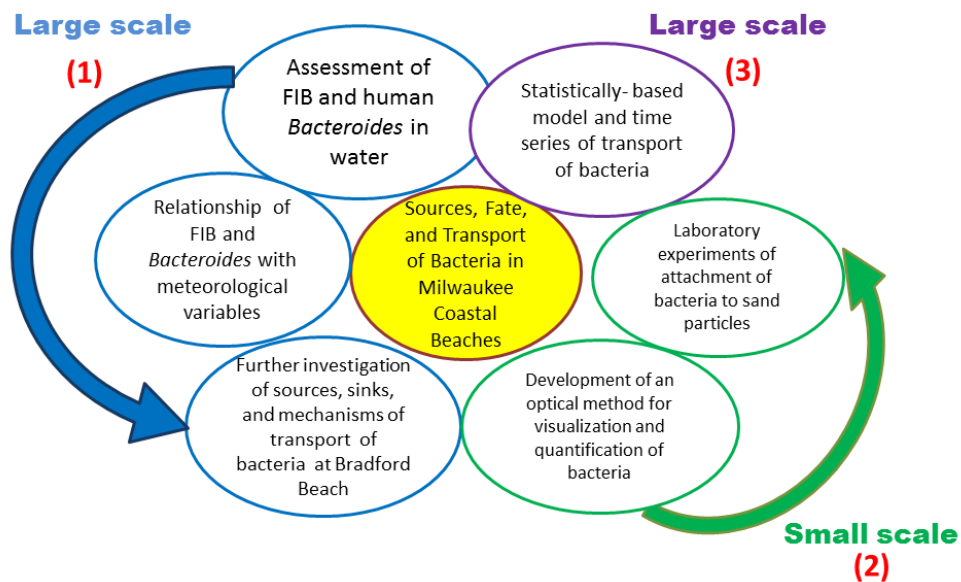 Large scale
(1)
Assessment of
FIB and human
Bacteroides in
water
Large scale
(3)
Statistically- based
model and time
series of transport
of bacteria
Relationship of
FIB and
Bacteroides with
meteorological
variables
Sources, Fate,
and Transport
of Bacteria in
Milwaukee
Coastal
Beaches
Laboratory
experiments of
attachment of
bacteria to sand
particles
Further investigation
of sources, sinks,
and mechanisms of
transport of
bacteria at Bradford
Beach
Development of an
optical method for
visualization and
quantification of
bacteria
Small scale
(2)